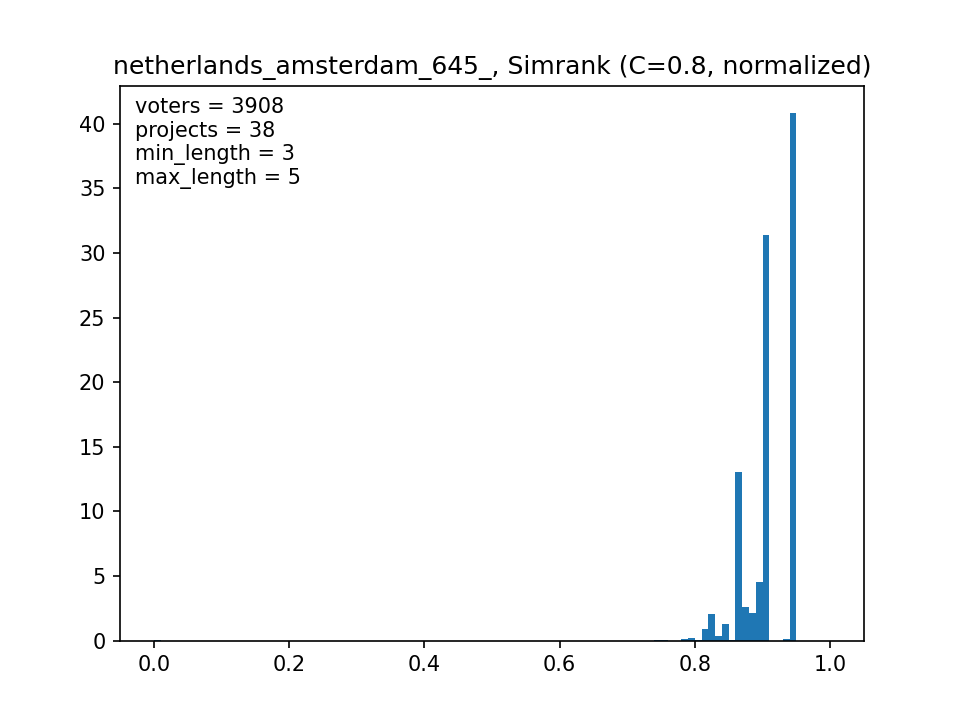 netherlands_amsterdam_645_, Simrank (C=0.8, normalized)
voters = 3908
projects = 38
min_length = 3
max_length = 5
40
35
30
25
20
15
10
5
0
0.0 0.2 0.4 0.6 0.8 1.0